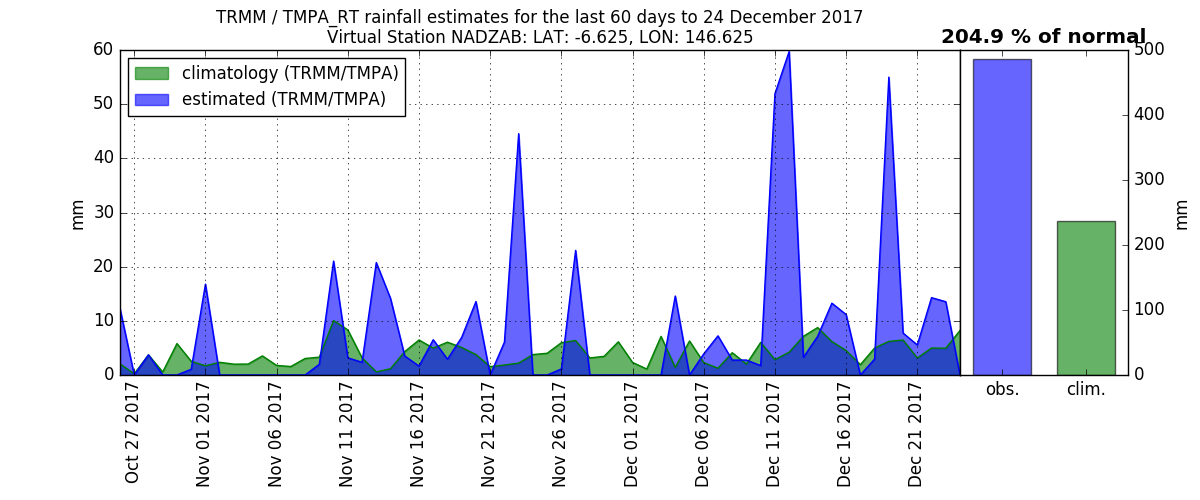 TRMM / TMPA_RT rainfall estimates for the last 60 days to 24 December 2017
Virtual Station NADZAB: LAT: -6.625, LON: 146.625
204.9 % of normal
climatology (TRMM/TMPA)
estimated (TRMM/TMPA)
60
50
40
30
20
10
0
mm
Oct 27 2017
Nov 01 2017
Nov 06 2017
Nov 11 2017
Nov 16 2017
Nov 21 2017
Nov 26 2017
Dec 01 2017
Dec 06 2017
Dec 11 2017
Dec 16 2017
Dec 21 2017
500
400
300
200
100
0
mm
obs.
clim.